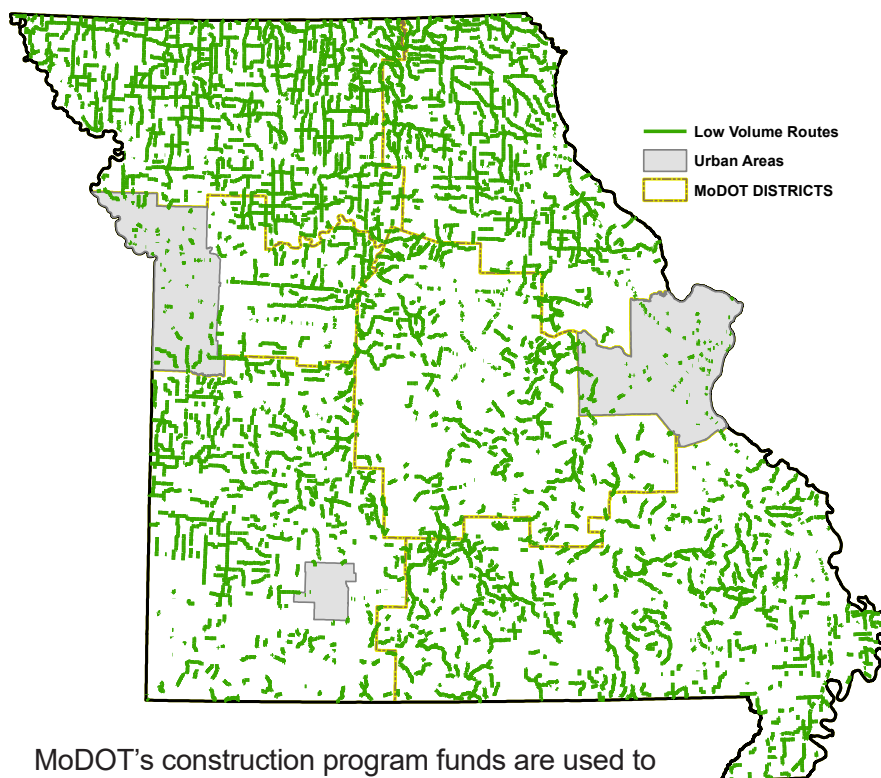 Low Volume Routes
Urban Areas
MoDOT DISTRICTS
MoDOT’s construction program funds are used to